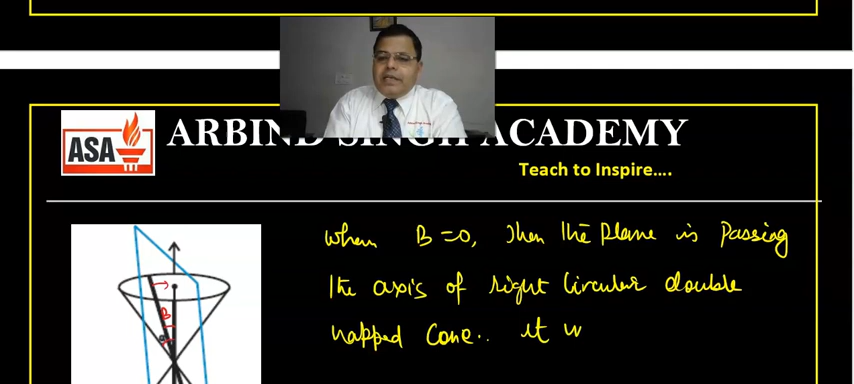 ASA
ARBIND SINGH ACADEMY
Teach to Inspire....
When B=0, then the plane is passing
the axis of right circular double
napped Cone.. it w
B